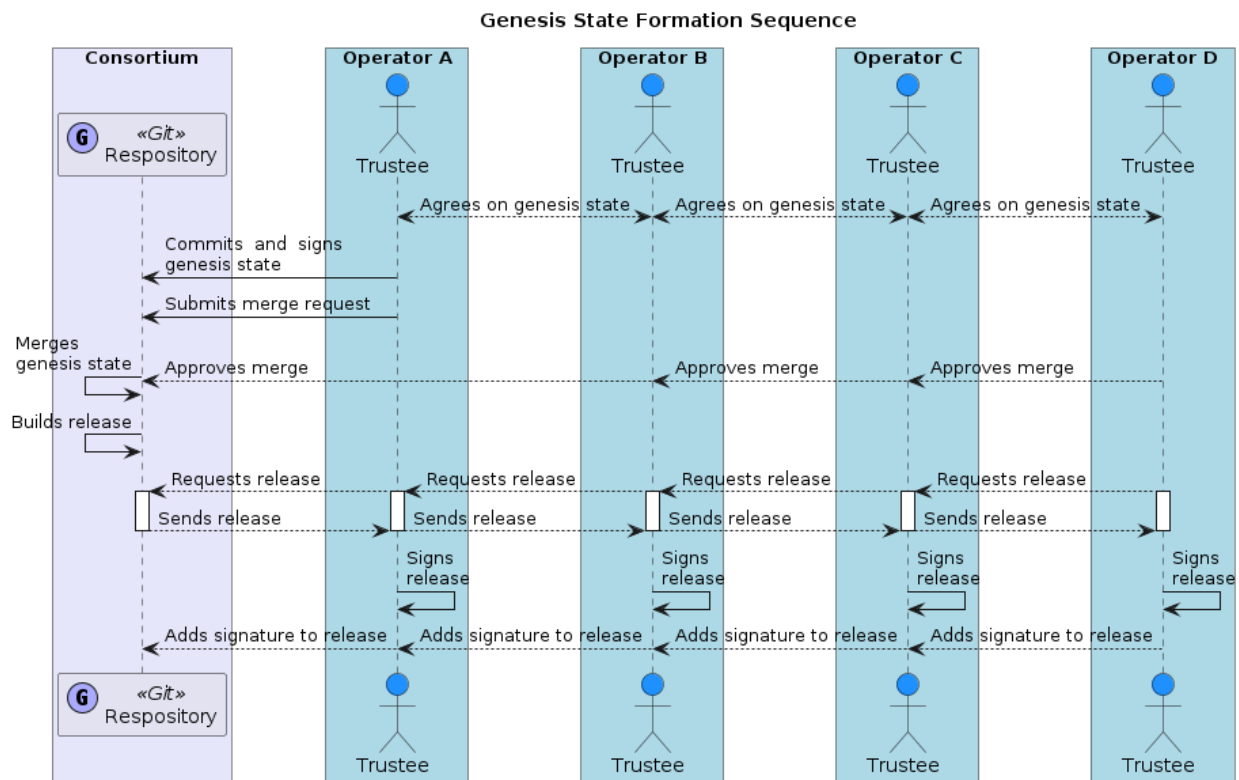 Genesis State Formation Sequence
Consortium
Operator A
Operator B
Operator C
Operator D
G
«Git»
Respository
Trustee
Trustee
Trustee
Trustee
Agrees on genesis state
Agrees on genesis state
Agrees on genesis state
Commits and signs
genesis state
Submits merge request
Merges
genesis state
Approves merge
Approves merge
Approves merge
Builds release
Requests release
Requests release
Requests release
Requests release
Sends release
Sends release
Sends release
Sends release
Signs
release
Signs
release
Signs
release
Signs
release
Adds signature to release
Adds signature to release
Adds signature to release
Adds signature to release
G
«Git»
Respository
Trustee
Trustee
Trustee
Trustee